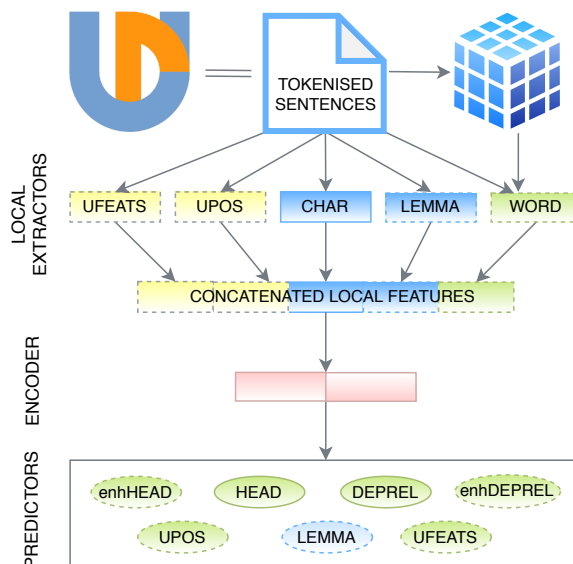 TOKENISED
SENTENCES
LOCAL
EXTRACTORS
UFEATS
UPOS
CHAR
LEMMA
WORD
CONCATENATED LOCAL FEATURES
ENCODER
PREDICTORS
enhHEAD
HEAD
DEPREL
enhDEPREL
UPOS
LEMMA
UFEATS